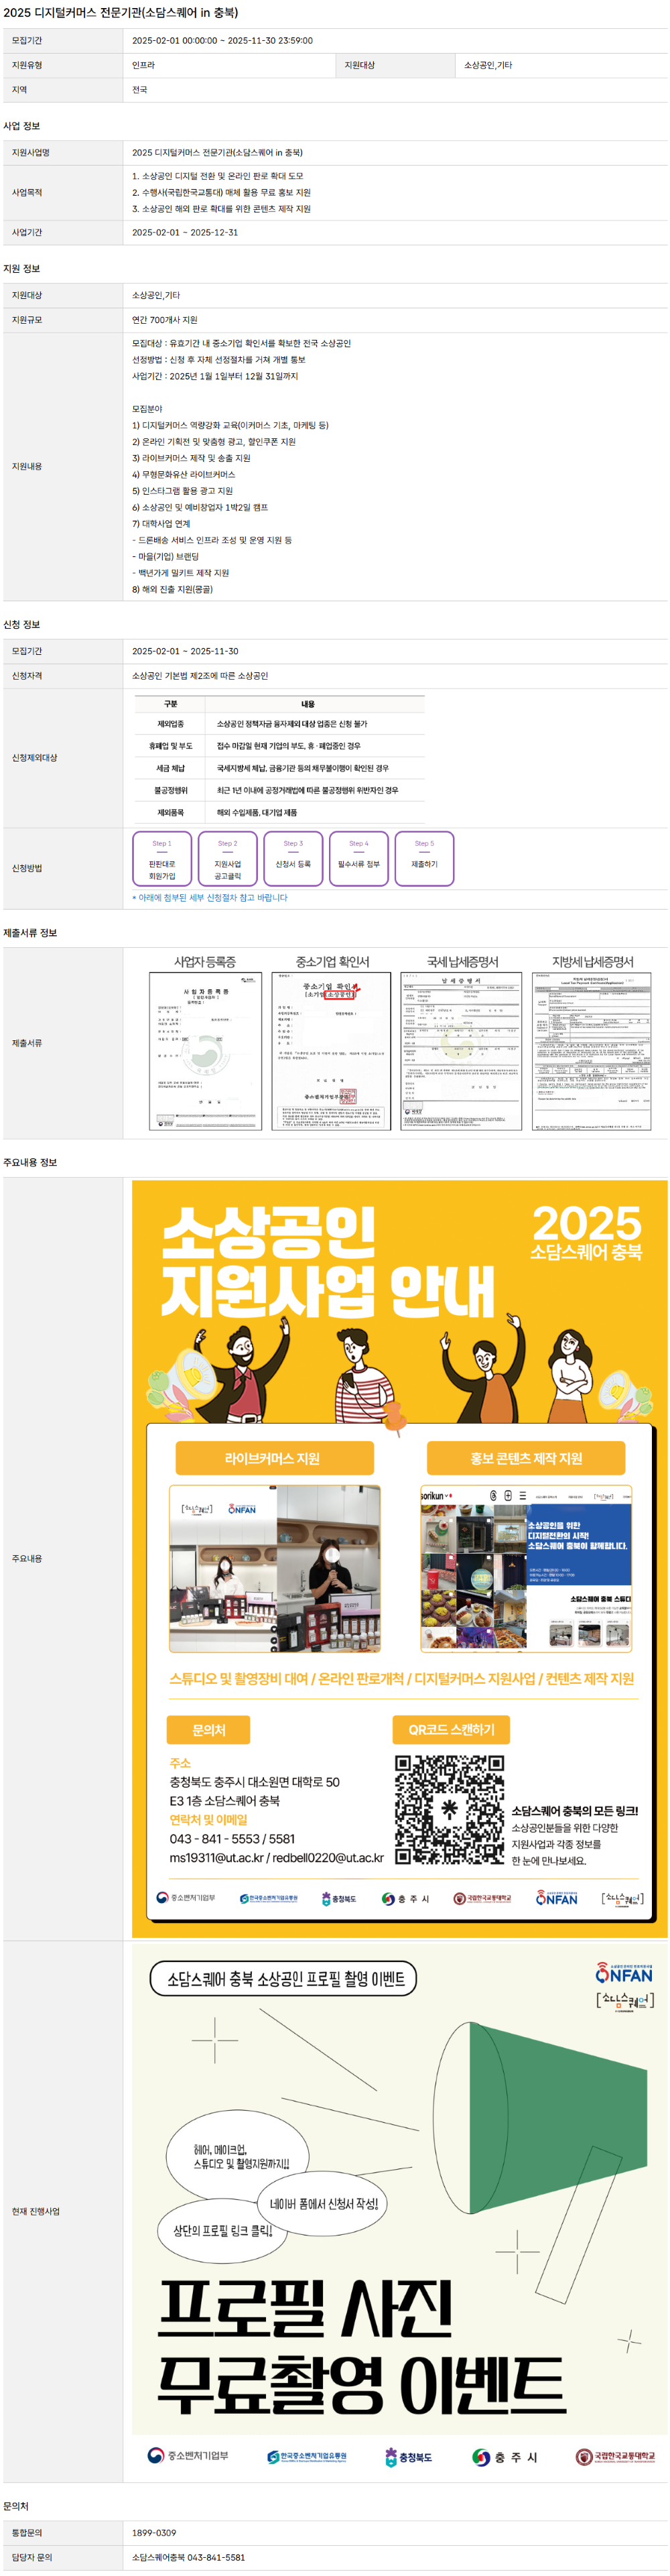 2025 디지털커머스 전문기관(소담스퀘어 in 충북)
모집기간 2025-02-01 00:00:00 ~ 2025-11-30 23:59:00
지원유형 인프라 지원대상 소상공인,기타
지역 전국
사업 정보
지원사업명 2025 디지털커머스 전문기관(소담스퀘어 in 충북)
사업목적
1. 소상공인 디지털 전환 및 온라인 판로 확대 도모
2. 수행사(국립한국교통대) 매체 활용 무료 홍보 지원
3. 소상공인 해외 판로 확대를 위한 콘텐츠 제작 지원
사업기간 2025-02-01 ~ 2025-12-31
지원 정보
지원대상 소상공인,기타
지원규모 연간 700개사 지원
지원내용
모집대상 : 유효기간 내 중소기업 확인서를 확보한 전국 소상공인
선정방법 : 신청 후 자체 선정절차를 거쳐 개별 통보
사업기간 : 2025년 1월 1일부터 12월 31일까지
모집분야
1) 디지털커머스 역량강화 교육(이커머스 기초, 마케팅 등)
2) 온라인 기획전 및 맞춤형 광고, 할인쿠폰 지원
3) 라이브커머스 제작 및 송출 지원
4) 무형문화유산 라이브커머스
5) 인스타그램 활용 광고 지원
6) 소상공인 및 예비창업자 1박2일 캠프
7) 대학사업 연계
- 드론배송 서비스 인프라 조성 및 운영 지원 등
- 마을(기업) 브랜딩
- 백년가게 밀키트 제작 지원
8) 해외 진출 지원(몽골)
신청 정보
모집기간 2025-02-01 ~ 2025-11-30
신청자격 소상공인 기본법 제2조에 따른 소상공인
신청제외대상
구분 내용
제외업종 소상공인 정책자금 융자제외 대상 업종은 신청 불가
휴폐업 및 부도 접수 마감일 현재 기업의 부도, 휴·폐업중인 경우
세금 체납 국세지방세 체납, 금융기관 등의 채무불이행이 확인된 경우
불공정행위 최근 1년 이내에 공정거래법에 따른 불공정행위 위반자인 경우
제외품목 해외 수입제품, 대기업 제품
신청방법
Step 1 Step 2 Step 3 Step 4 Step 5
판판대로 회원가입
지원사업 공고클릭
신청서 등록
필수서류 첨부
제출하기
* 아래에 첨부된 세부 신청절차 참고 바랍니다
제출서류 정보
제출서류
사업자 등록증 중소기업 확인서 국세 납세증명서 지방세 납세증명서
사업자등록증
중소기업 확인서
[소기업(소상공인)]
납세증명서
주요내용 정보
주요내용
소상공인
지원사업 안내
2025
소담스퀘어 충북
라이브커머스 지원 홍보 콘텐츠 제작 지원
[소담스퀘어] ONFAN
sorikun
소상공인을 위한
디지털전환의 시작!
소담스퀘어 충북이 함께합니다.
소담스퀘어 충북 스튜디
스튜디오 및 촬영장비 대여 / 온라인 판로개척 / 디지털커머스 지원사업 / 컨텐츠 제작 지원
문의처 QR코드 스캔하기
주소
충청북도 충주시 대소원면 대학로 50
E3 1층 소담스퀘어 충북
연락처 및 이메일
043 - 841 - 5553 / 5581
ms19311@ut.ac.kr / redbell0220@ut.ac.kr
소담스퀘어 충북의 모든 링크!
소상공인분들을 위한 다양한
지원사업과 각종 정보를
한 눈에 만나보세요.
중소벤처기업부 한국중소벤처기업유통원 충청북도 충주시 국립한국교통대학교 ONFAN [소담스퀘어]
현재 진행사업
소담스퀘어 충북 소상공인 프로필 촬영 이벤트
ONFAN
[소담스퀘어]
헤어, 메이크업,
스튜디오 및 촬영지원까지!!
네이버 폼에서 신청서 작성!
상단의 프로필 링크 클릭!
프로필 사진
무료촬영 이벤트
중소벤처기업부 한국중소벤처기업유통원 충청북도 충주시 국립한국교통대학교
문의처
통합문의 1899-0309
담당자 문의 소담스퀘어충북 043-841-5581